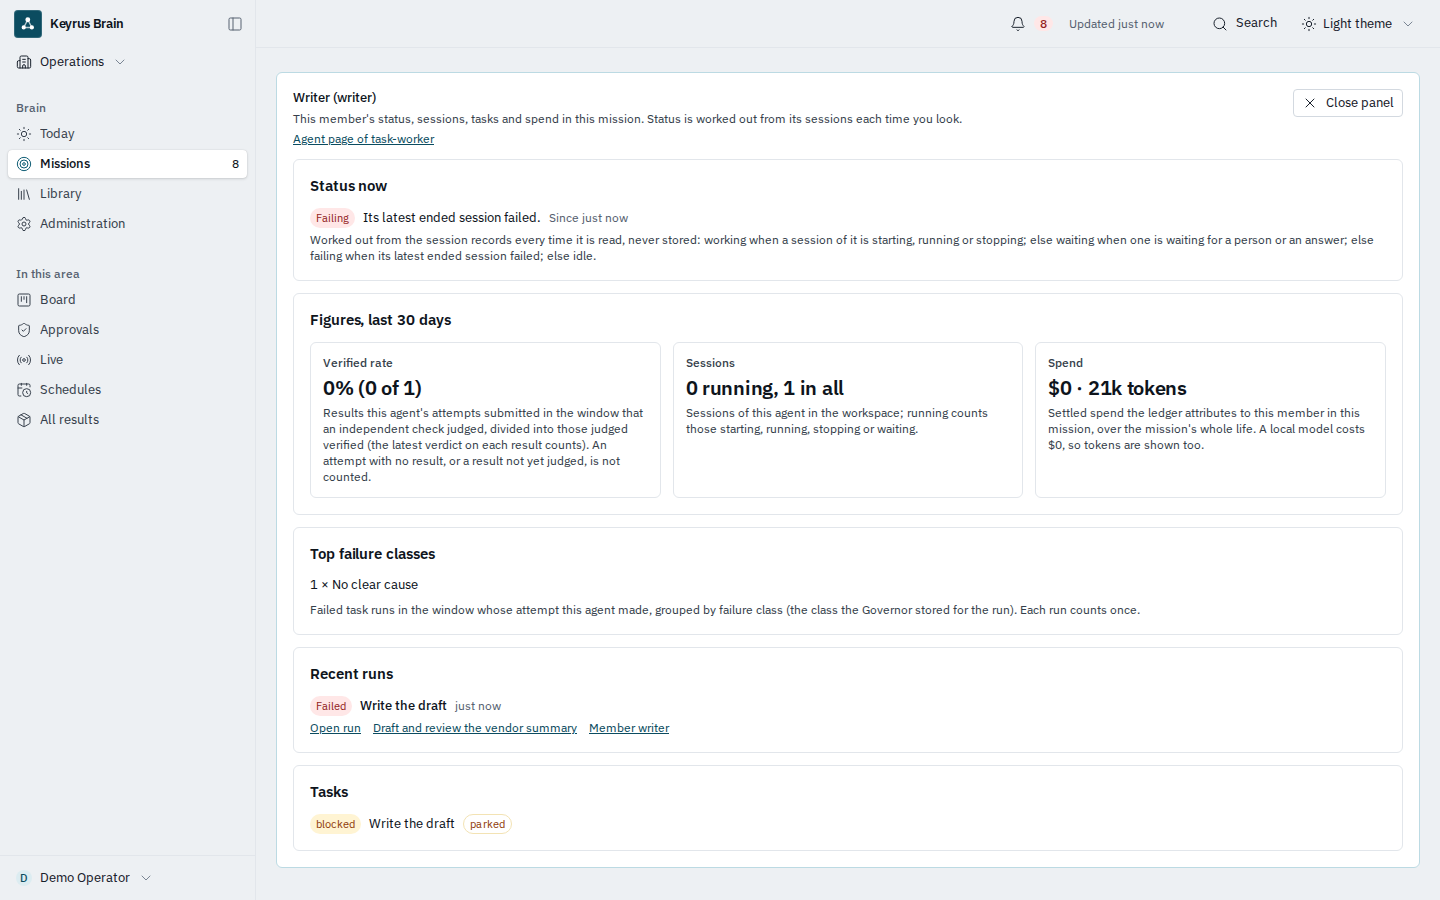 Keyrus Brain
Operations
Brain
Today
Missions 8
Library
Administration
In this area
Board
Approvals
Live
Schedules
All results
D Demo Operator
8 Updated just now Search Light theme
Writer (writer)
Close panel
This member's status, sessions, tasks and spend in this mission. Status is worked out from its sessions each time you look.
Agent page of task-worker
Status now
Failing Its latest ended session failed. Since just now
Worked out from the session records every time it is read, never stored: working when a session of it is starting, running or stopping; else waiting when one is waiting for a person or an answer; else
failing when its latest ended session failed; else idle.
Figures, last 30 days
Verified rate
0% (0 of 1)
Results this agent's attempts submitted in the window that
an independent check judged, divided into those judged
verified (the latest verdict on each result counts). An
attempt with no result, or a result not yet judged, is not
counted.
Sessions
0 running, 1 in all
Sessions of this agent in the workspace; running counts
those starting, running, stopping or waiting.
Spend
$0 · 21k tokens
Settled spend the ledger attributes to this member in this
mission, over the mission's whole life. A local model costs
$0, so tokens are shown too.
Top failure classes
1 × No clear cause
Failed task runs in the window whose attempt this agent made, grouped by failure class (the class the Governor stored for the run). Each run counts once.
Recent runs
Failed Write the draft just now
Open run Draft and review the vendor summary Member writer
Tasks
blocked Write the draft parked